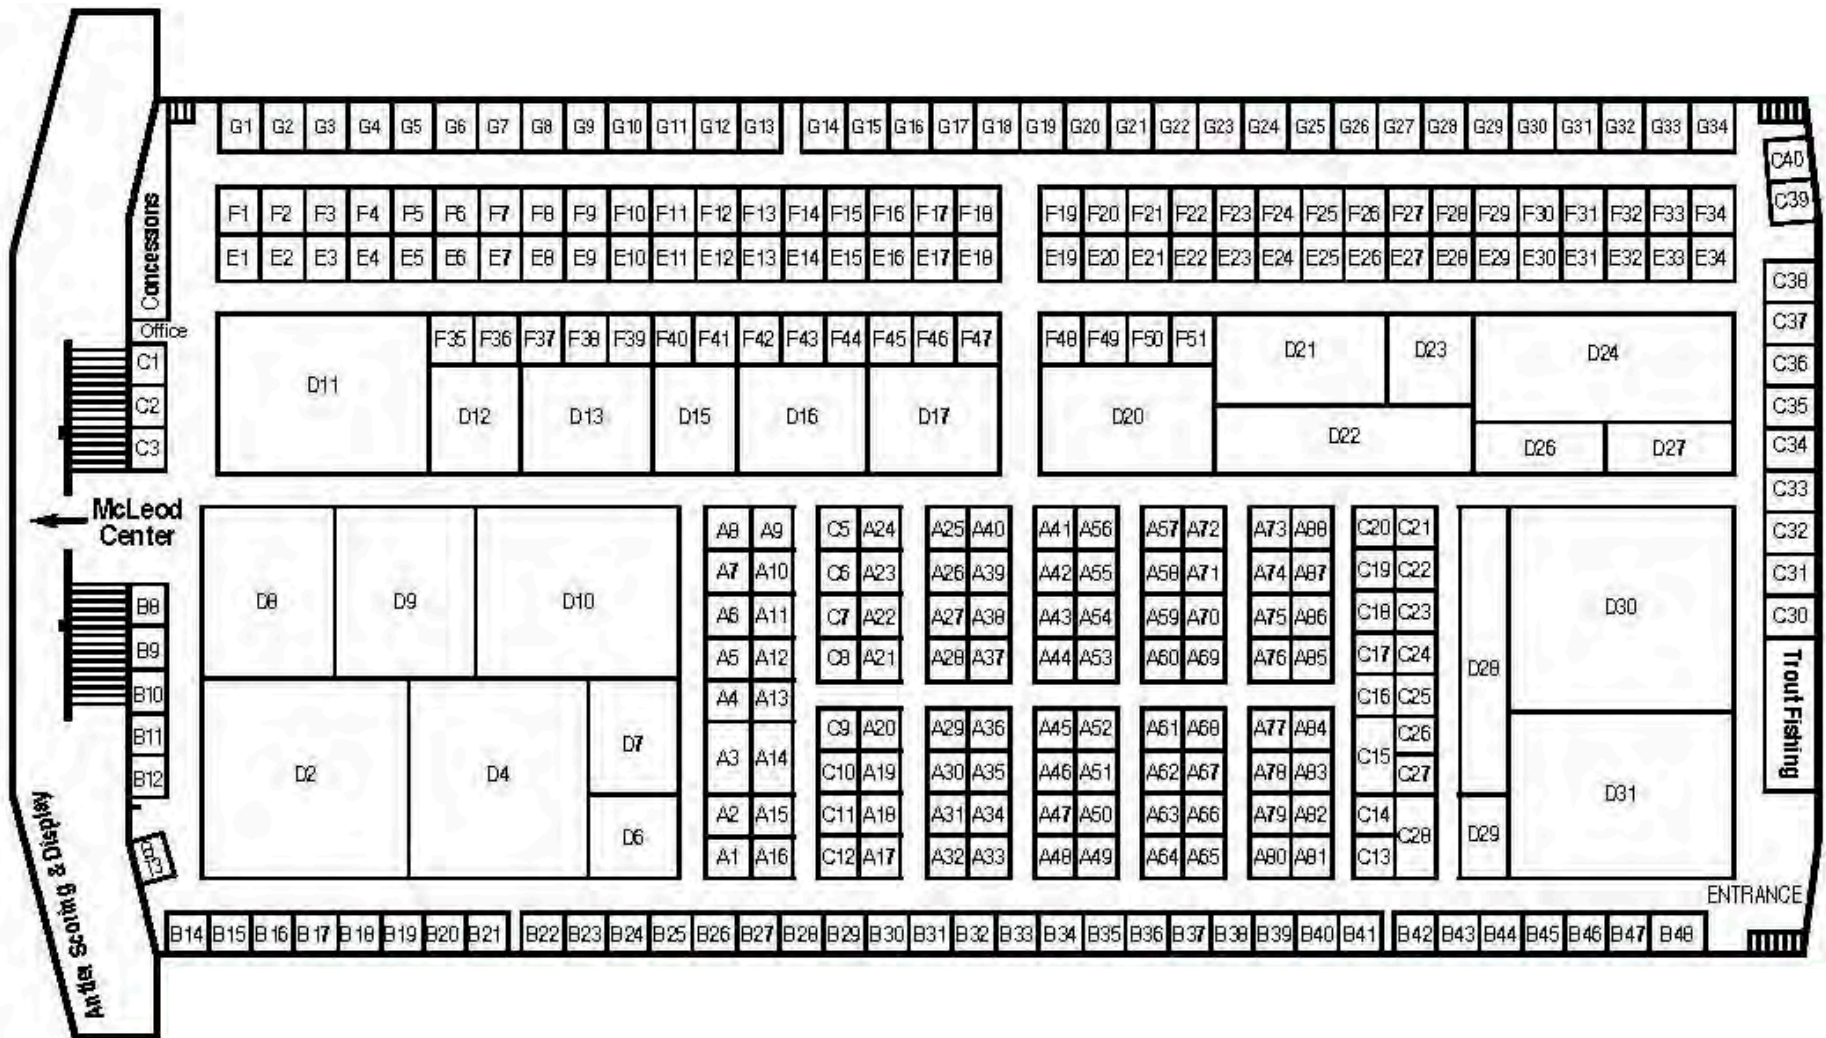 G1 G2 G3 G4 G5 G6 G7 G8 G9 G10 G11 G12 G13 G14 G15 G16 G17 G18 G19 G20 G21 G22 G23 G24 G25 G26 G27 G28 G29 G30 G31 G32 G33 G34
C40
C39
Concessions
F1 F2 F3 F4 F5 F6 F7 F8 F9 F10 F11 F12 F13 F14 F15 F16 F17 F18 F19 F20 F21 F22 F23 F24 F25 F26 F27 F28 F29 F30 F31 F32 F33 F34
E1 E2 E3 E4 E5 E6 E7 E8 E9 E10 E11 E12 E13 E14 E15 E16 E17 E18 E19 E20 E21 E22 E23 E24 E25 E26 E27 E28 E29 E30 E31 E32 E33 E34
C38
C37
Office
F35 F36 F37 F38 F39 F40 F41 F42 F43 F44 F45 F46 F47 F48 F49 F50 F51 D21 D23 D24
C1 C36
D11
C2 C35
D12 D13 D15 D16 D17 D20 D22
C3 D26 D27 C34
C33
McLeod
Center
A8 A9 C5 A24 A25 A40 A41 A56 A57 A72 A73 A88 C20 C21 C32
A7 A10 C6 A23 A26 A39 A42 A55 A58 A71 A74 A87 C19 C22 C31
B8 D8 D9 D10 A6 A11 C7 A22 A27 A38 A43 A54 A59 A70 A75 A86 C18 C23 D30 C30
B9 A5 A12 C8 A21 A28 A37 A44 A53 A60 A69 A76 A85 C17 C24 D28
B10 A4 A13 C16 C25
B11 D7 C9 A20 A29 A36 A45 A52 A61 A68 A77 A84 C26
B12 D2 D4 A3 A14 C10 A19 A30 A35 A46 A51 A62 A67 A78 A83 C15 C27 D31
Trout Fishing
A2 A15 C11 A18 A31 A34 A47 A50 A63 A66 A79 A82 C14
D6 C28 D29
A1 A16 C12 A17 A32 A33 A48 A49 A64 A65 A80 A81 C13
Antler Scoring & Display
ENTRANCE
B14 B15 B16 B17 B18 B19 B20 B21 B22 B23 B24 B25 B26 B27 B28 B29 B30 B31 B32 B33 B34 B35 B36 B37 B38 B39 B40 B41 B42 B43 B44 B45 B46 B47 B48